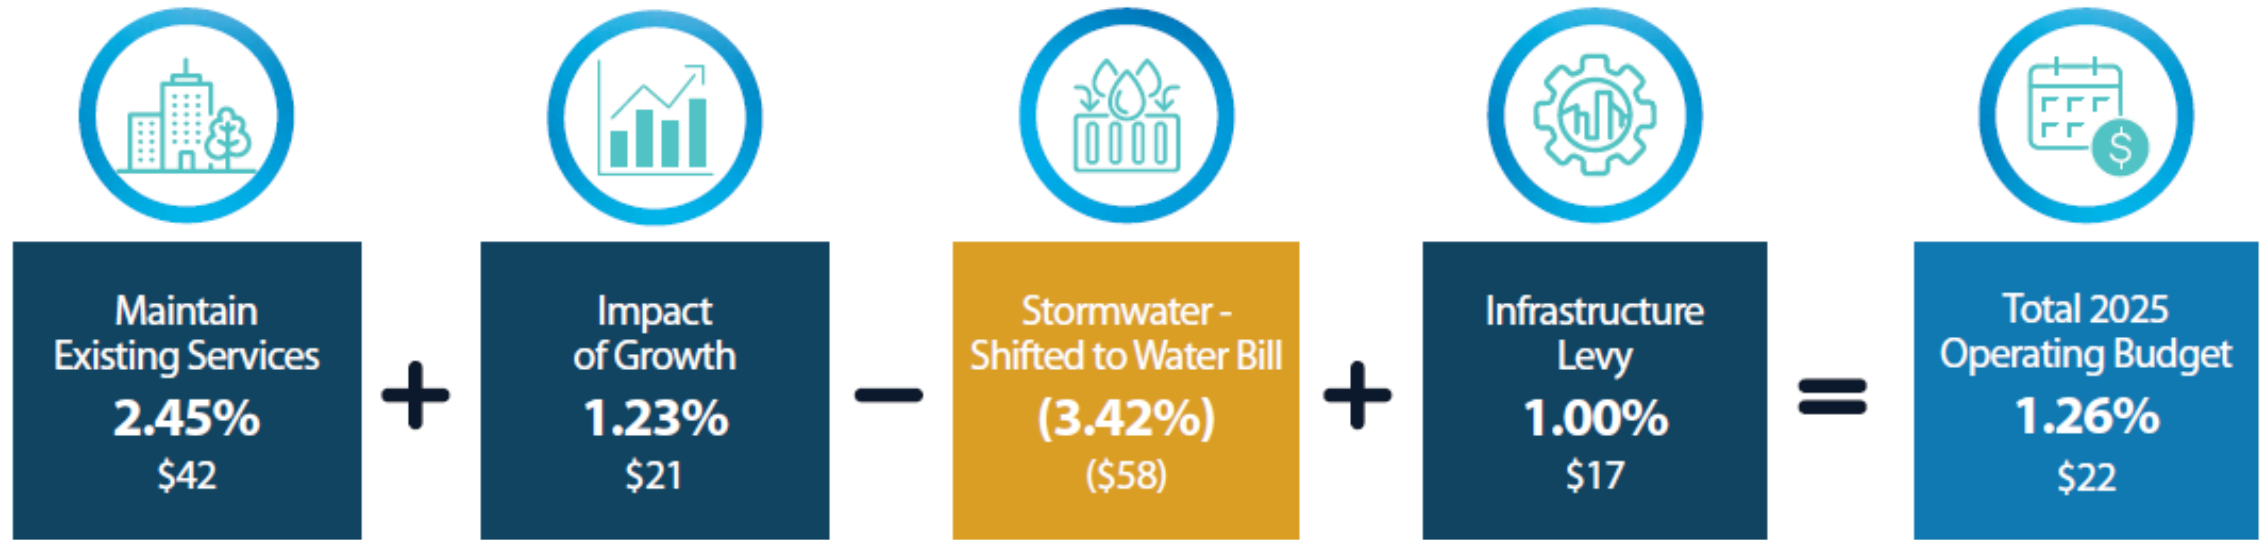 Maintain
Existing Services
2.45%
$42
+
Impact
of Growth
1.23%
$21
−
Stormwater -
Shifted to Water Bill
(3.42%)
($58)
+
Infrastructure
Levy
1.00%
$17
=
Total 2025
Operating Budget
1.26%
$22
$